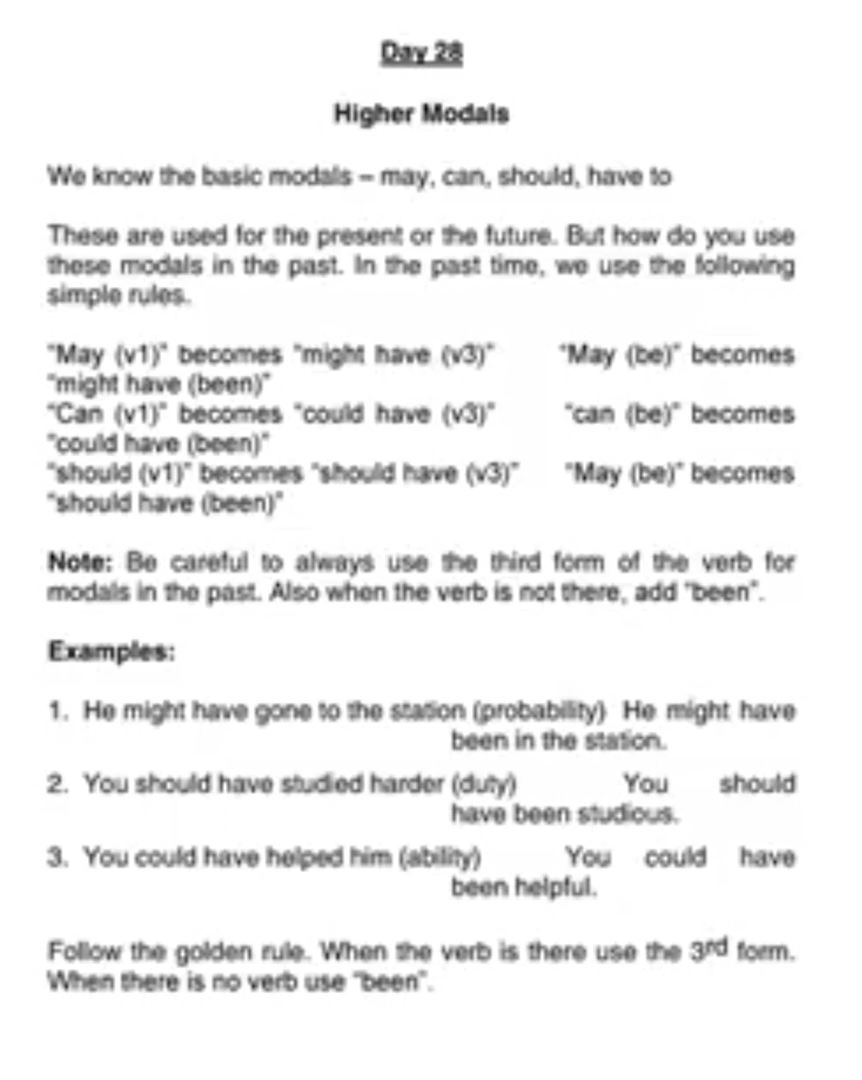 Day 28
Higher Modals
We know the basic modals – may, can, should, have to
These are used for the present or the future. But how do you use
these modals in the past. In the past time, we use the following
simple rules.
"May (v1)" becomes "might have (v3)" "May (be)" becomes
"might have (been)"
"Can (v1)" becomes "could have (v3)" "can (be)" becomes
"could have (been)"
"should (v1)" becomes "should have (v3)" "May (be)" becomes
"should have (been)"
Note: Be careful to always use the third form of the verb for
modals in the past. Also when the verb is not there, add "been".
Examples:
1. He might have gone to the station (probability) He might have
been in the station.
2. You should have studied harder (duty) You should
have been studious.
3. You could have helped him (ability) You could have
been helpful.
Follow the golden rule. When the verb is there use the 3rd form.
When there is no verb use "been".